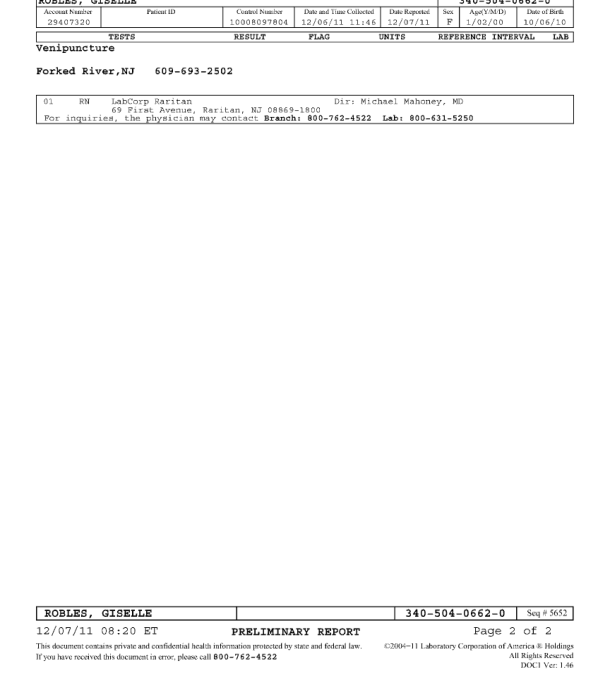 ROBLES, GISELLE 340-504-0662-0
Account Number Patient ID Control Number Date and Time Collected Date Reported Sex Age(Y/M/D) Date of Birth
29407320 10008097804 12/06/11 11:46 12/07/11 F 1/02/00 10/06/10
TESTS RESULT FLAG UNITS REFERENCE INTERVAL LAB
Venipuncture
Forked River,NJ 609-693-2502
01 RN LabCorp Raritan Dir: Michael Mahoney, MD
69 First Avenue, Raritan, NJ 08869-1800
For inquiries, the physician may contact Branch: 800-762-4522 Lab: 800-631-5250
ROBLES, GISELLE 340-504-0662-0 Seq # 5652
12/07/11 08:20 ET PRELIMINARY REPORT Page 2 of 2
This document contains private and confidential health information protected by state and federal law. ©2004-11 Laboratory Corporation of America ® Holdings
If you have received this document in error, please call 800-762-4522 All Rights Reserved
DOC1 Ver: 1.46